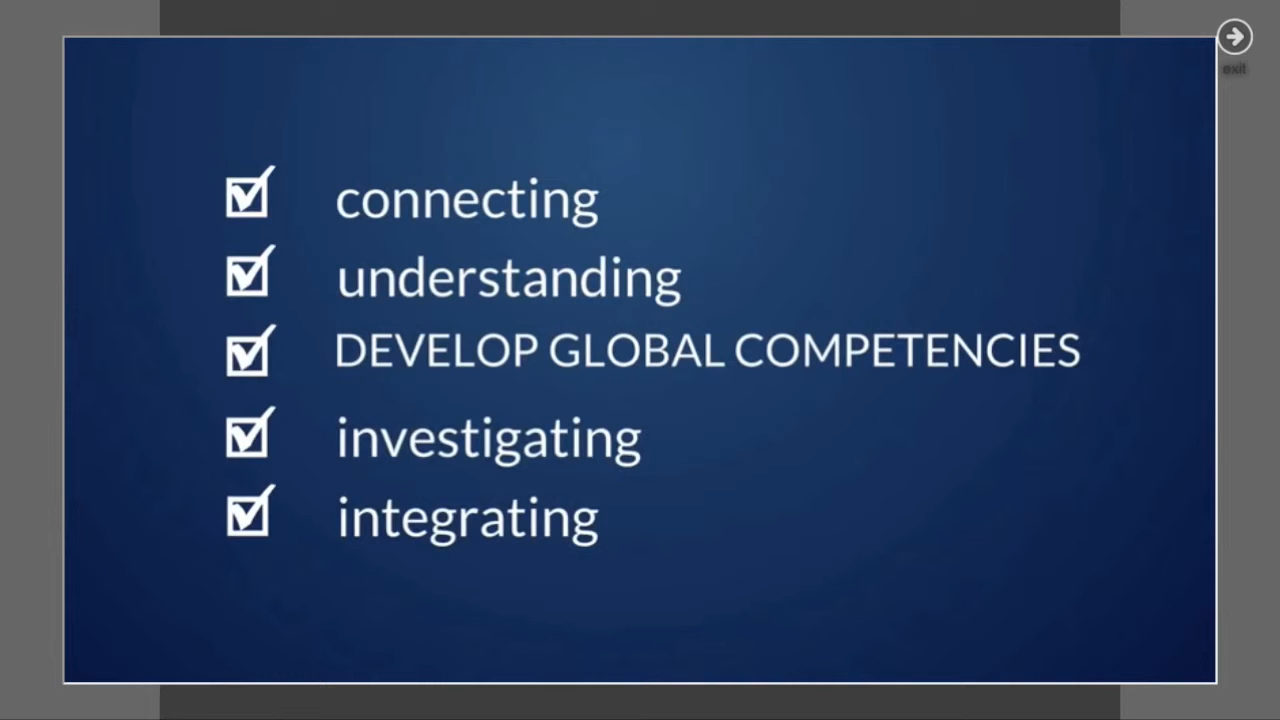 exit
connecting
understanding
DEVELOP GLOBAL COMPETENCIES
investigating
integrating